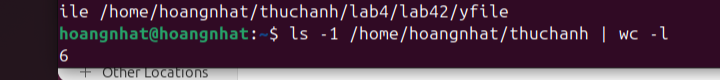 ile /home/hoangnhat/thuchanh/lab4/lab42/yfile
hoangnhat@hoangnhat:~$ ls -1 /home/hoangnhat/thuchanh | wc -l
6
+ Other Locations